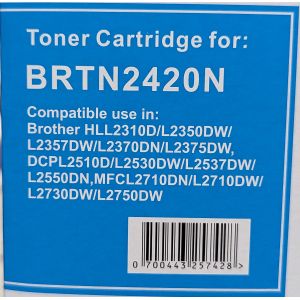 Toner Cartridge for:
BRTN2420N
Compatible use in:
Brother HLL2310D/L2350DW/
L2357DW/L2370DN/L2375DW,
DCPL2510D/L2530DW/L2537DW/
L2550DN,MFCL2710DN/L2710DW/
L2730DW/L2750DW
0 700443 257428 >